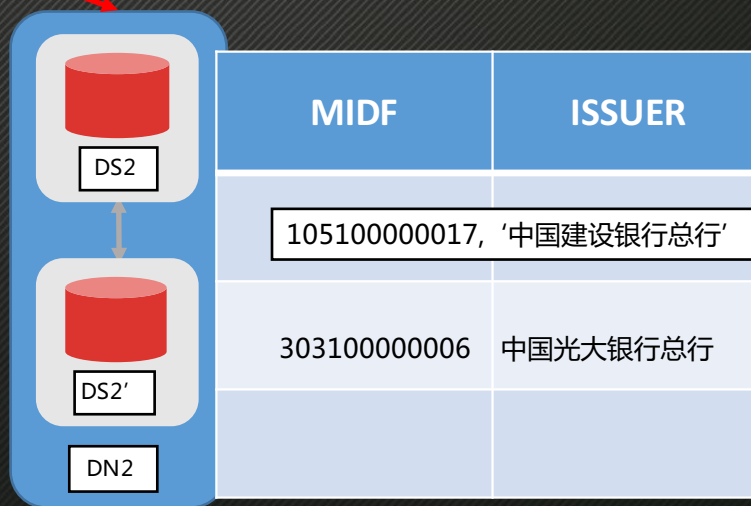 MIDF ISSUER
DS2
105100000017, ‘中国建设银行总行’
303100000006 中国光大银行总行
DS2’
DN2